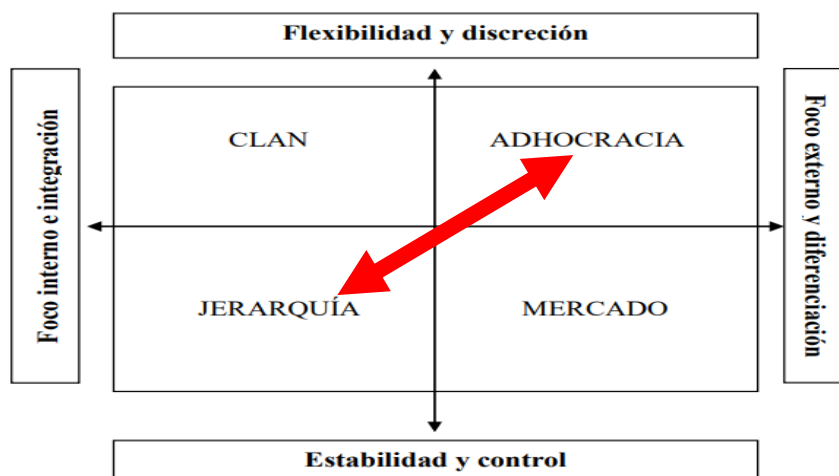 Flexibilidad y discreción
Foco interno e integración
CLAN
ADHOCRACIA
Foco externo y diferenciación
JERARQUÍA
MERCADO
Estabilidad y control